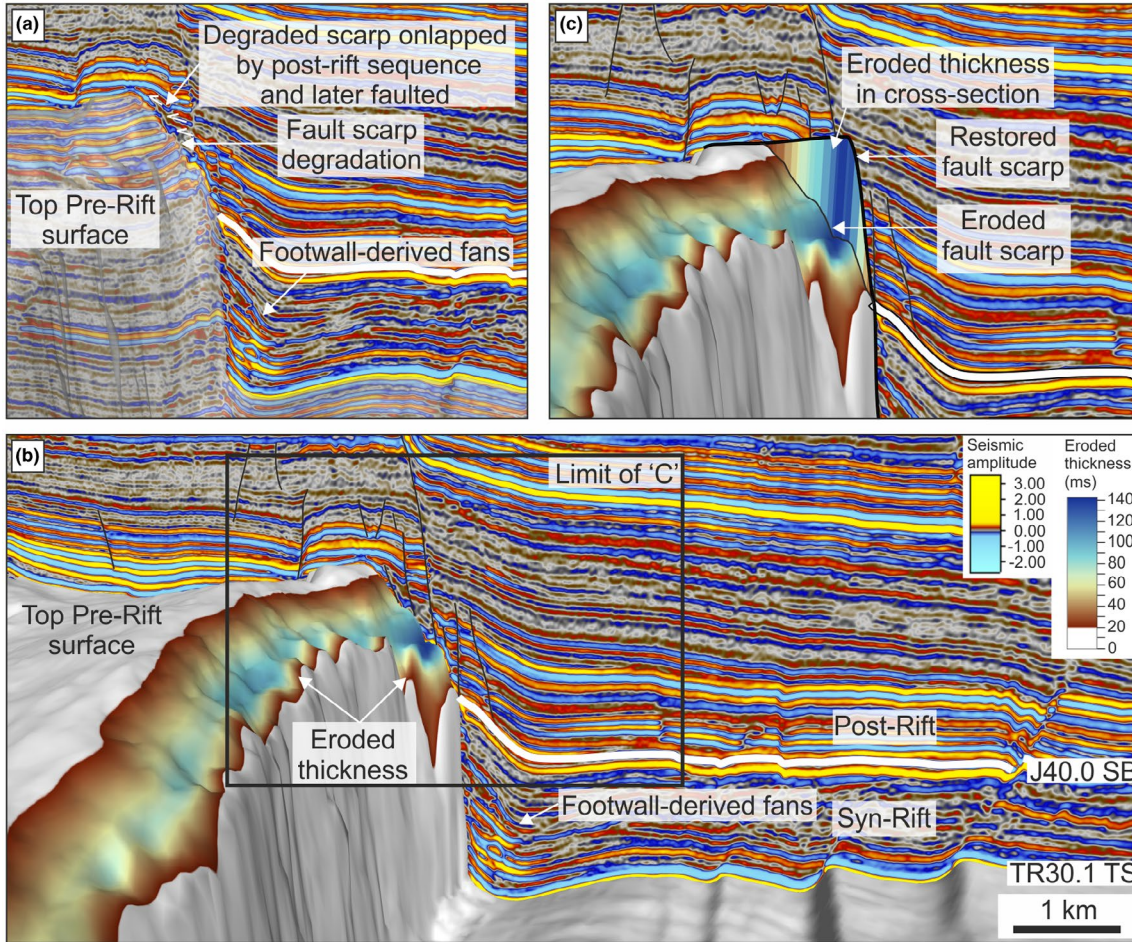 (a)
Degraded scarp onlapped
by post-rift sequence
and later faulted
Fault scarp
degradation
Top Pre-Rift
surface
Footwall-derived fans
(c)
Eroded thickness
in cross-section
Restored
fault scarp
Eroded
fault scarp
(b)
Limit of ‘C’
Seismic
amplitude
3.00
2.00
1.00
0.00
-1.00
-2.00
Eroded
thickness
(ms)
140
120
100
80
60
40
20
0
Top Pre-Rift
surface
Eroded
thickness
Post-Rift
J40.0 SB
Footwall-derived fans
Syn-Rift
TR30.1 TS
1 km